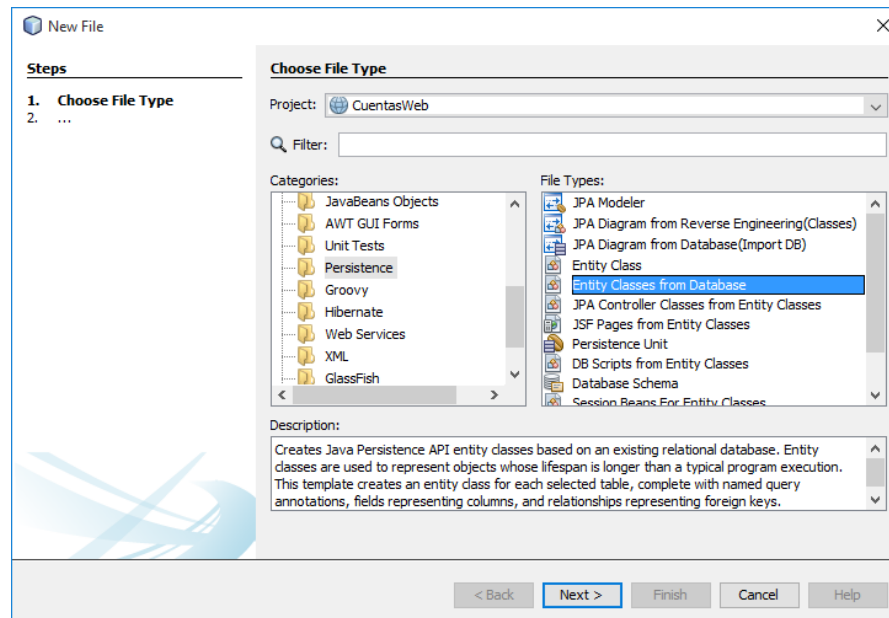 New File
Steps
1. Choose File Type
2. ...
Choose File Type
Project: CuentasWeb
Filter:
Categories:
JavaBeans Objects
AWT GUI Forms
Unit Tests
Persistence
Groovy
Hibernate
Web Services
XML
GlassFish
File Types:
JPA Modeler
JPA Diagram from Reverse Engineering(Classes)
JPA Diagram from Database(Import DB)
Entity Class
Entity Classes from Database
JPA Controller Classes from Entity Classes
JSF Pages from Entity Classes
Persistence Unit
DB Scripts from Entity Classes
Database Schema
Session Beans For Entity Classes
Description:
Creates Java Persistence API entity classes based on an existing relational database. Entity
classes are used to represent objects whose lifespan is longer than a typical program execution.
This template creates an entity class for each selected table, complete with named query
annotations, fields representing columns, and relationships representing foreign keys.
< Back Next > Finish Cancel Help